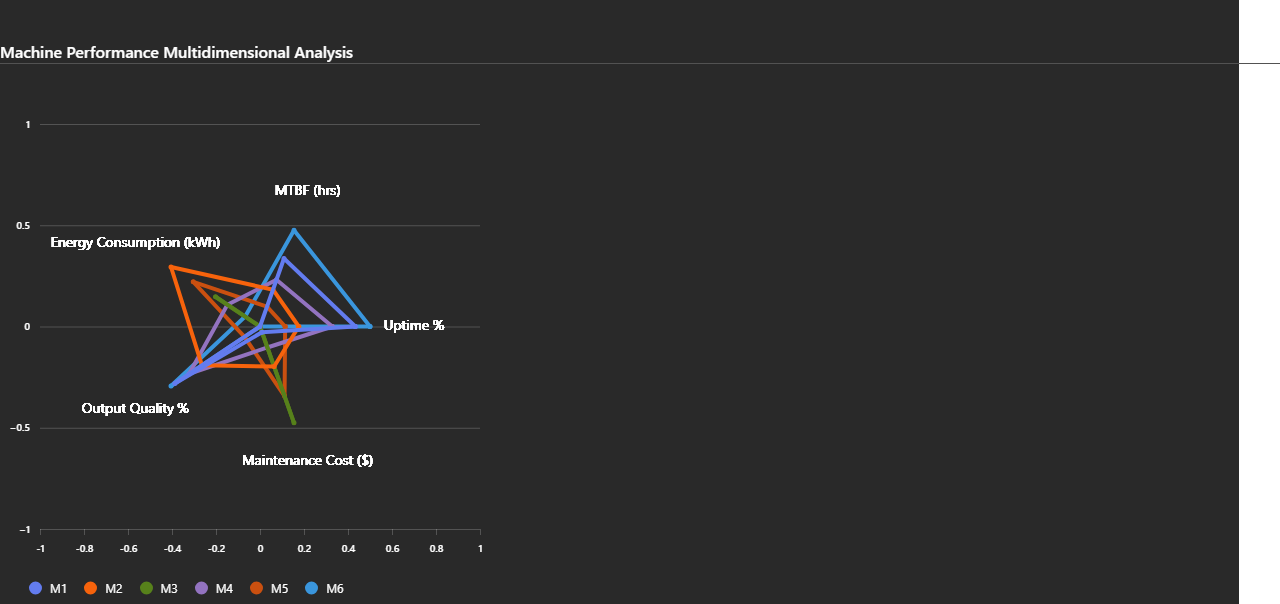 Machine Performance Multidimensional Analysis
1
MTBF (hrs)
0.5
Energy Consumption (kWh)
0
Uptime %
Output Quality %
−0.5
Maintenance Cost ($)
−1
-1 -0.8 -0.6 -0.4 -0.2 0 0.2 0.4 0.6 0.8 1
M1 M2 M3 M4 M5 M6